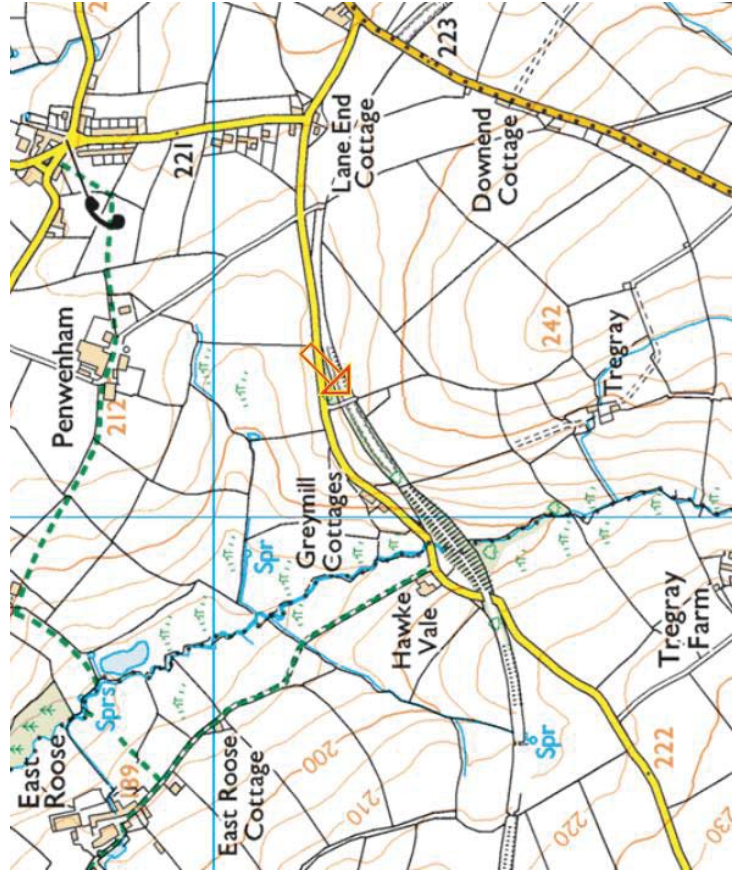 East
Roose
Penwenham
Sprs
212
189
221
East Roose
Cottage
Spr
Greymill
Cottages
200
Lane End
Cottage
210
Hawke
Vale
223
Downend
Cottage
Spr
242
220
Tregray
222
Tregray
Farm
230